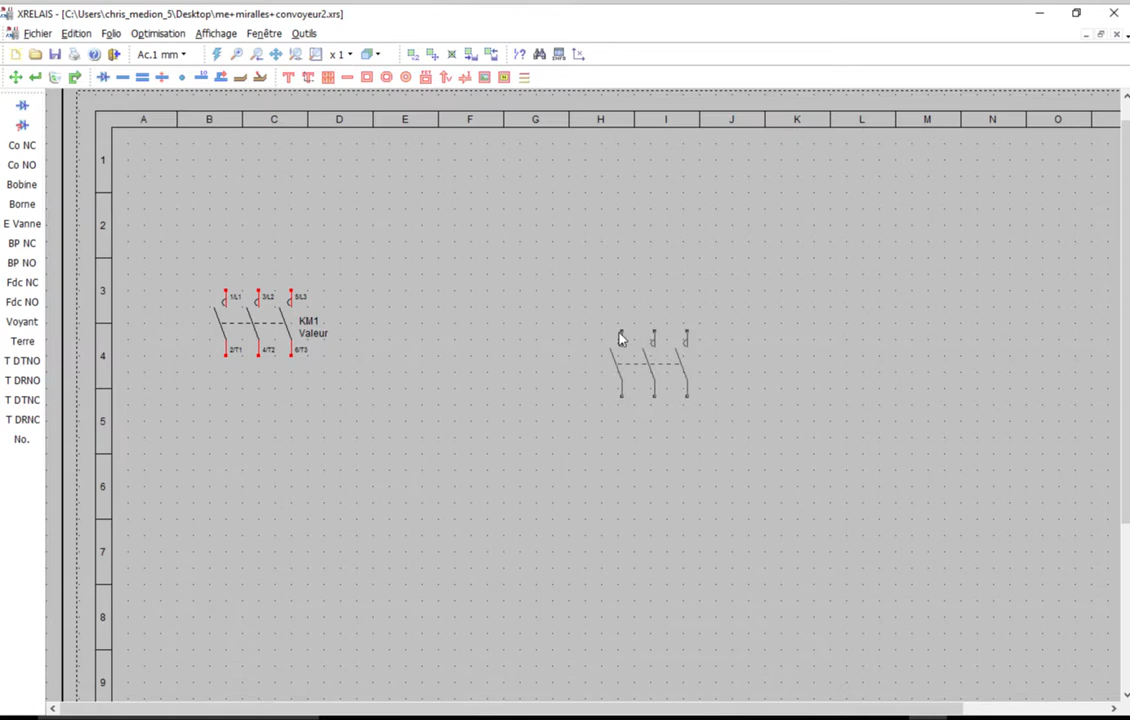 XRELAIS - [C:\Users\chris_medion_5\Desktop\me+miralles+convoyeur2.xrs]
Fichier Edition Folio Optimisation Affichage Fenêtre Outils
Ac.1 mm x 1
A B C D E F G H I J K L M N O
Co NC
Co NO
Bobine
Borne
E Vanne
BP NC
BP NO
Fdc NC
Fdc NO
Voyant
Terre
T DTNO
T DRNO
T DTNC
T DRNC
No.
1
2
3
4
5
6
7
8
9
1/L1 3/L2 5/L3
KM1
Valeur
2/T1 4/T2 6/T3